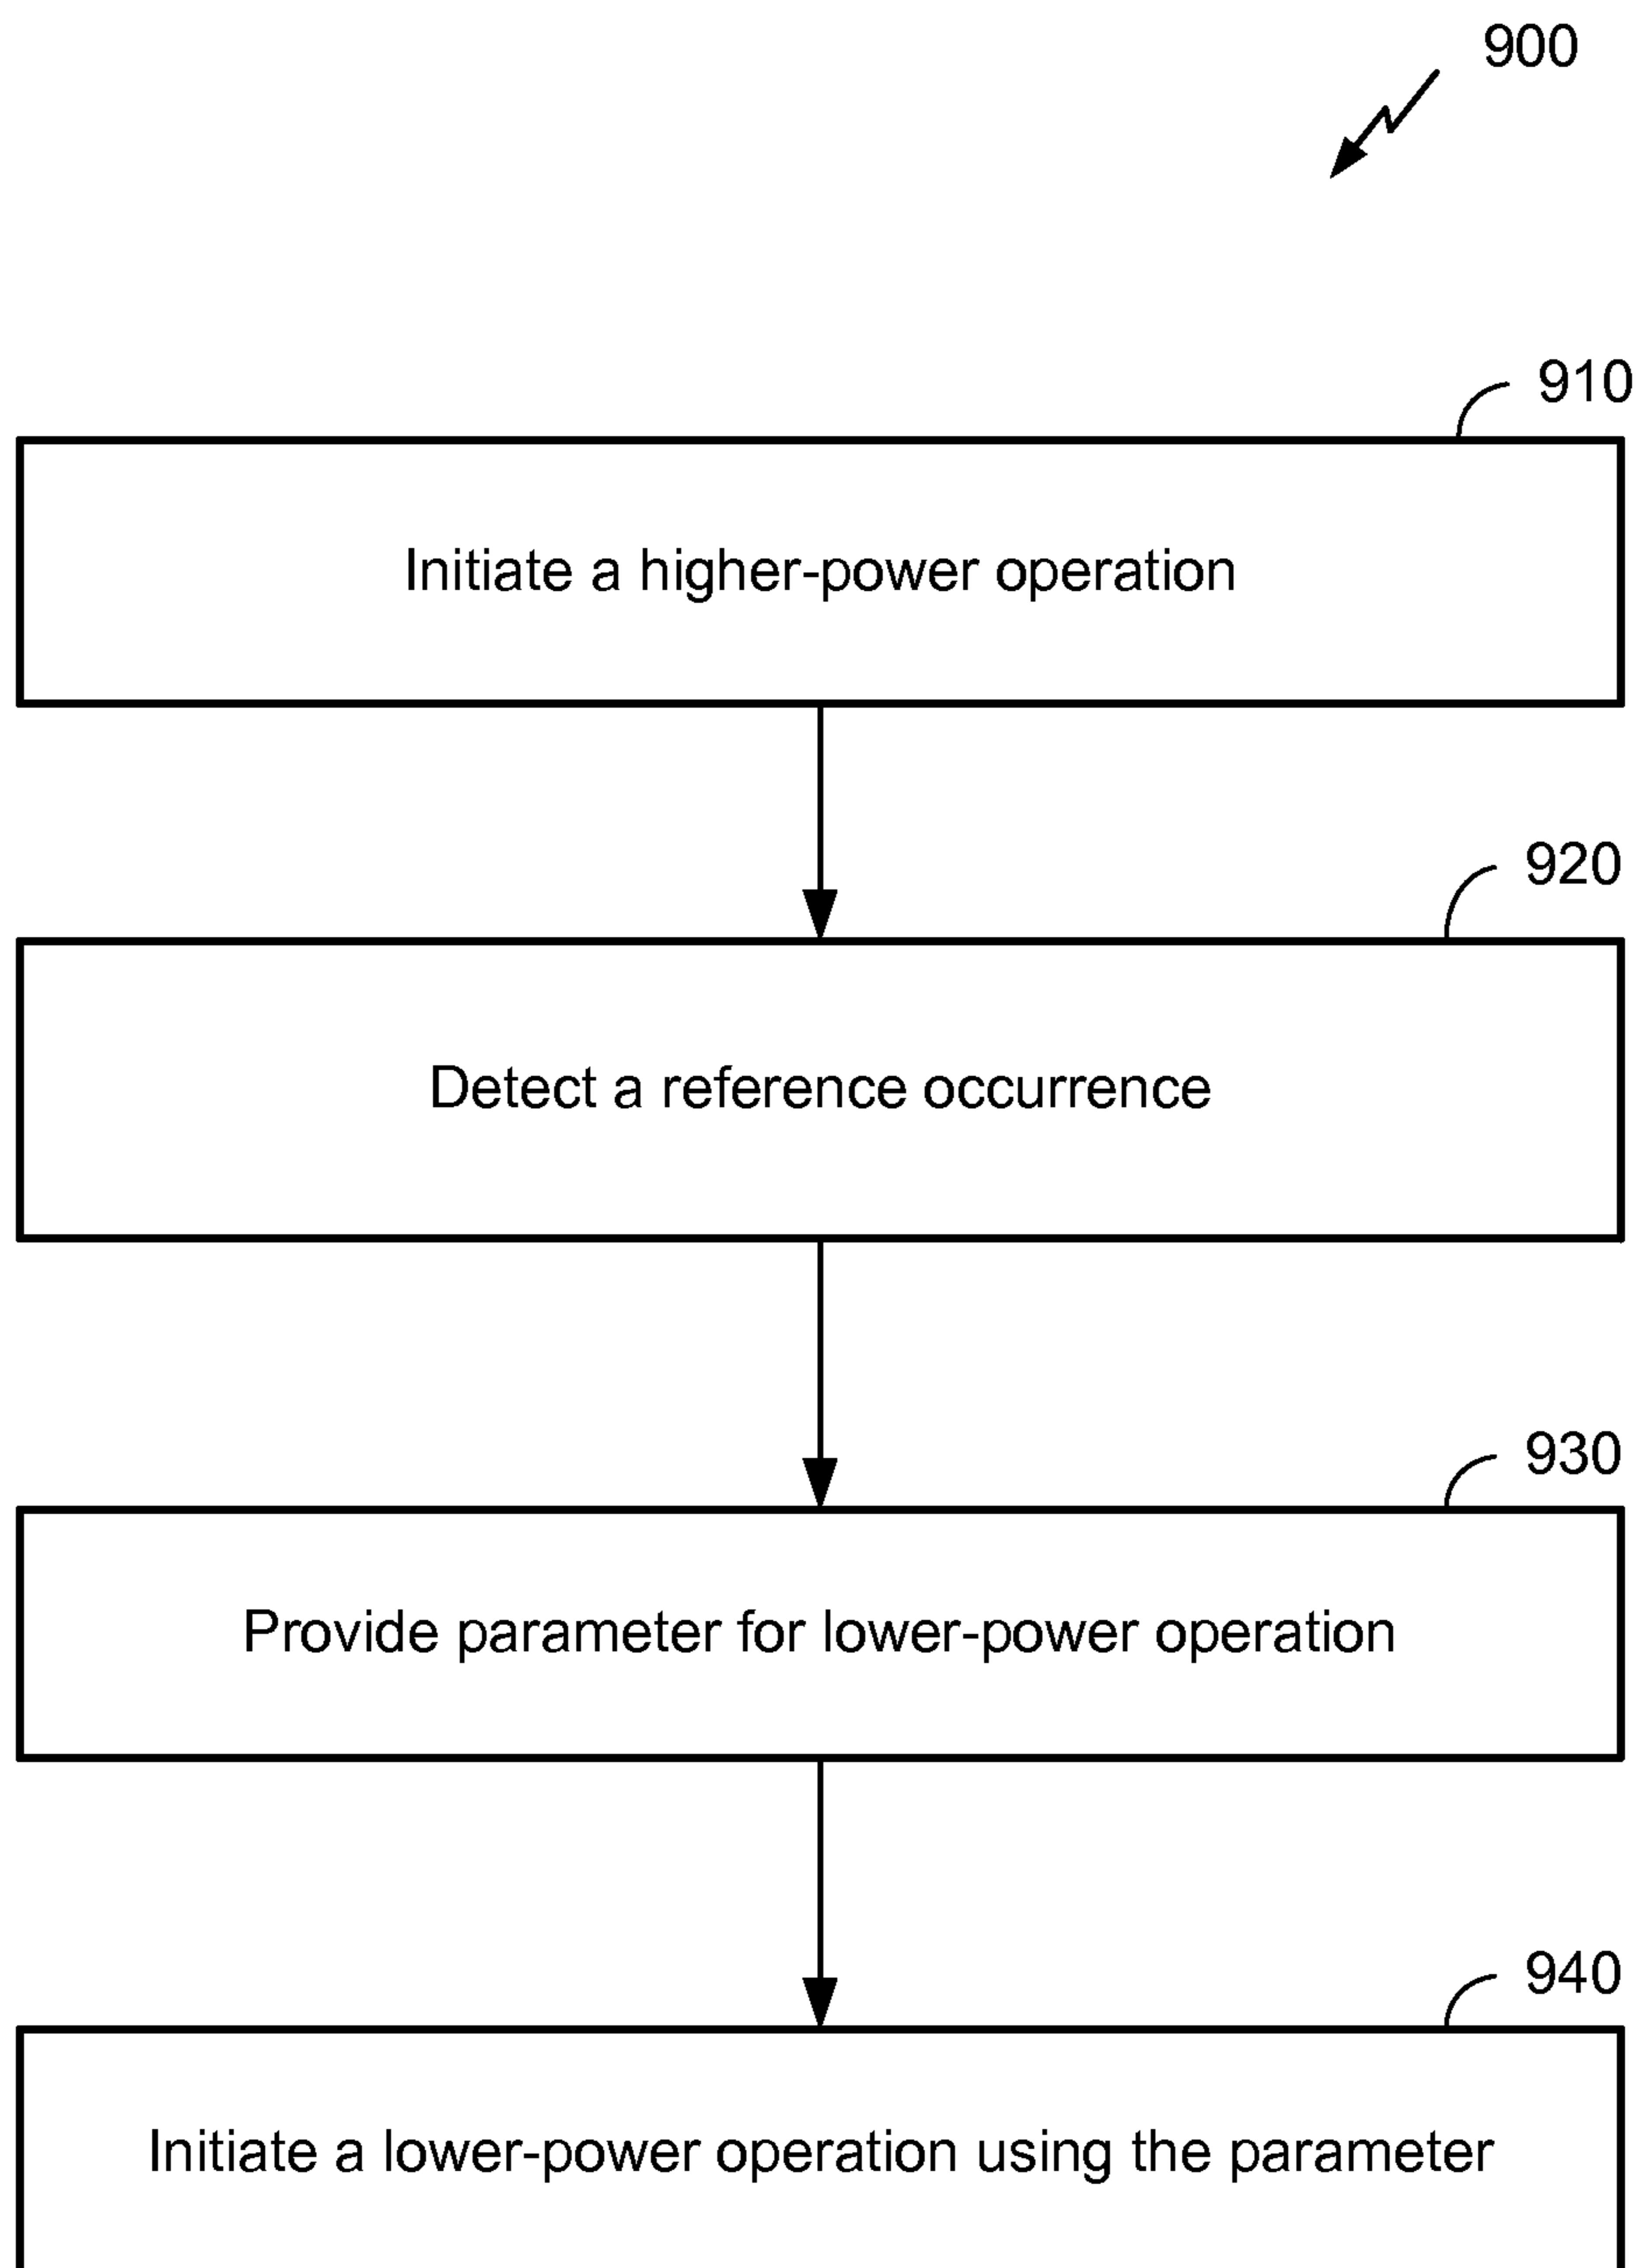 900
910
Initiate a higher-power operation
920
Detect a reference occurrence
930
Provide parameter for lower-power operation
940
Initiate a lower-power operation using the parameter